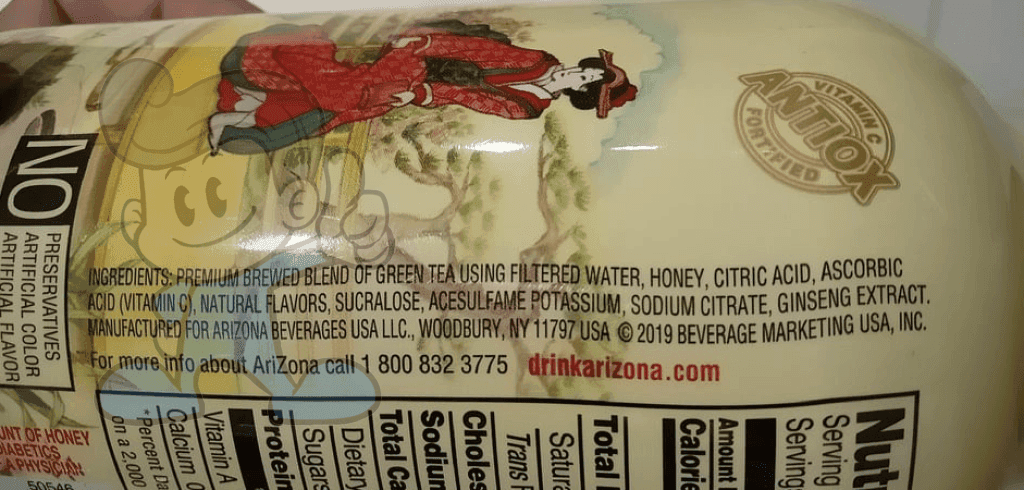 VITAMIN C
ANTIOX
FORTIFIED
NO
PRESERVATIVES
ARTIFICIAL COLOR
ARTIFICIAL FLAVOR
INGREDIENTS: PREMIUM BREWED BLEND OF GREEN TEA USING FILTERED WATER, HONEY, CITRIC ACID, ASCORBIC
ACID (VITAMIN C), NATURAL FLAVORS, SUCRALOSE, ACESULFAME POTASSIUM, SODIUM CITRATE, GINSENG EXTRACT.
MANUFACTURED FOR ARIZONA BEVERAGES USA LLC., WOODBURY, NY 11797 USA © 2019 BEVERAGE MARKETING USA, INC.
For more info about AriZona call 1 800 832 3775 drinkarizona.com
UNT OF HONEY
DIABETICS
A PHYSICIAN
50546
Nut
Serving
Serving
Amount
Calorie
Total
Satura
Trans F
Choles
Sodium
Total Ca
Dietary
Sugars
Protein
Vitamin A
Calcium 0
*Percent Da
on a 2,000